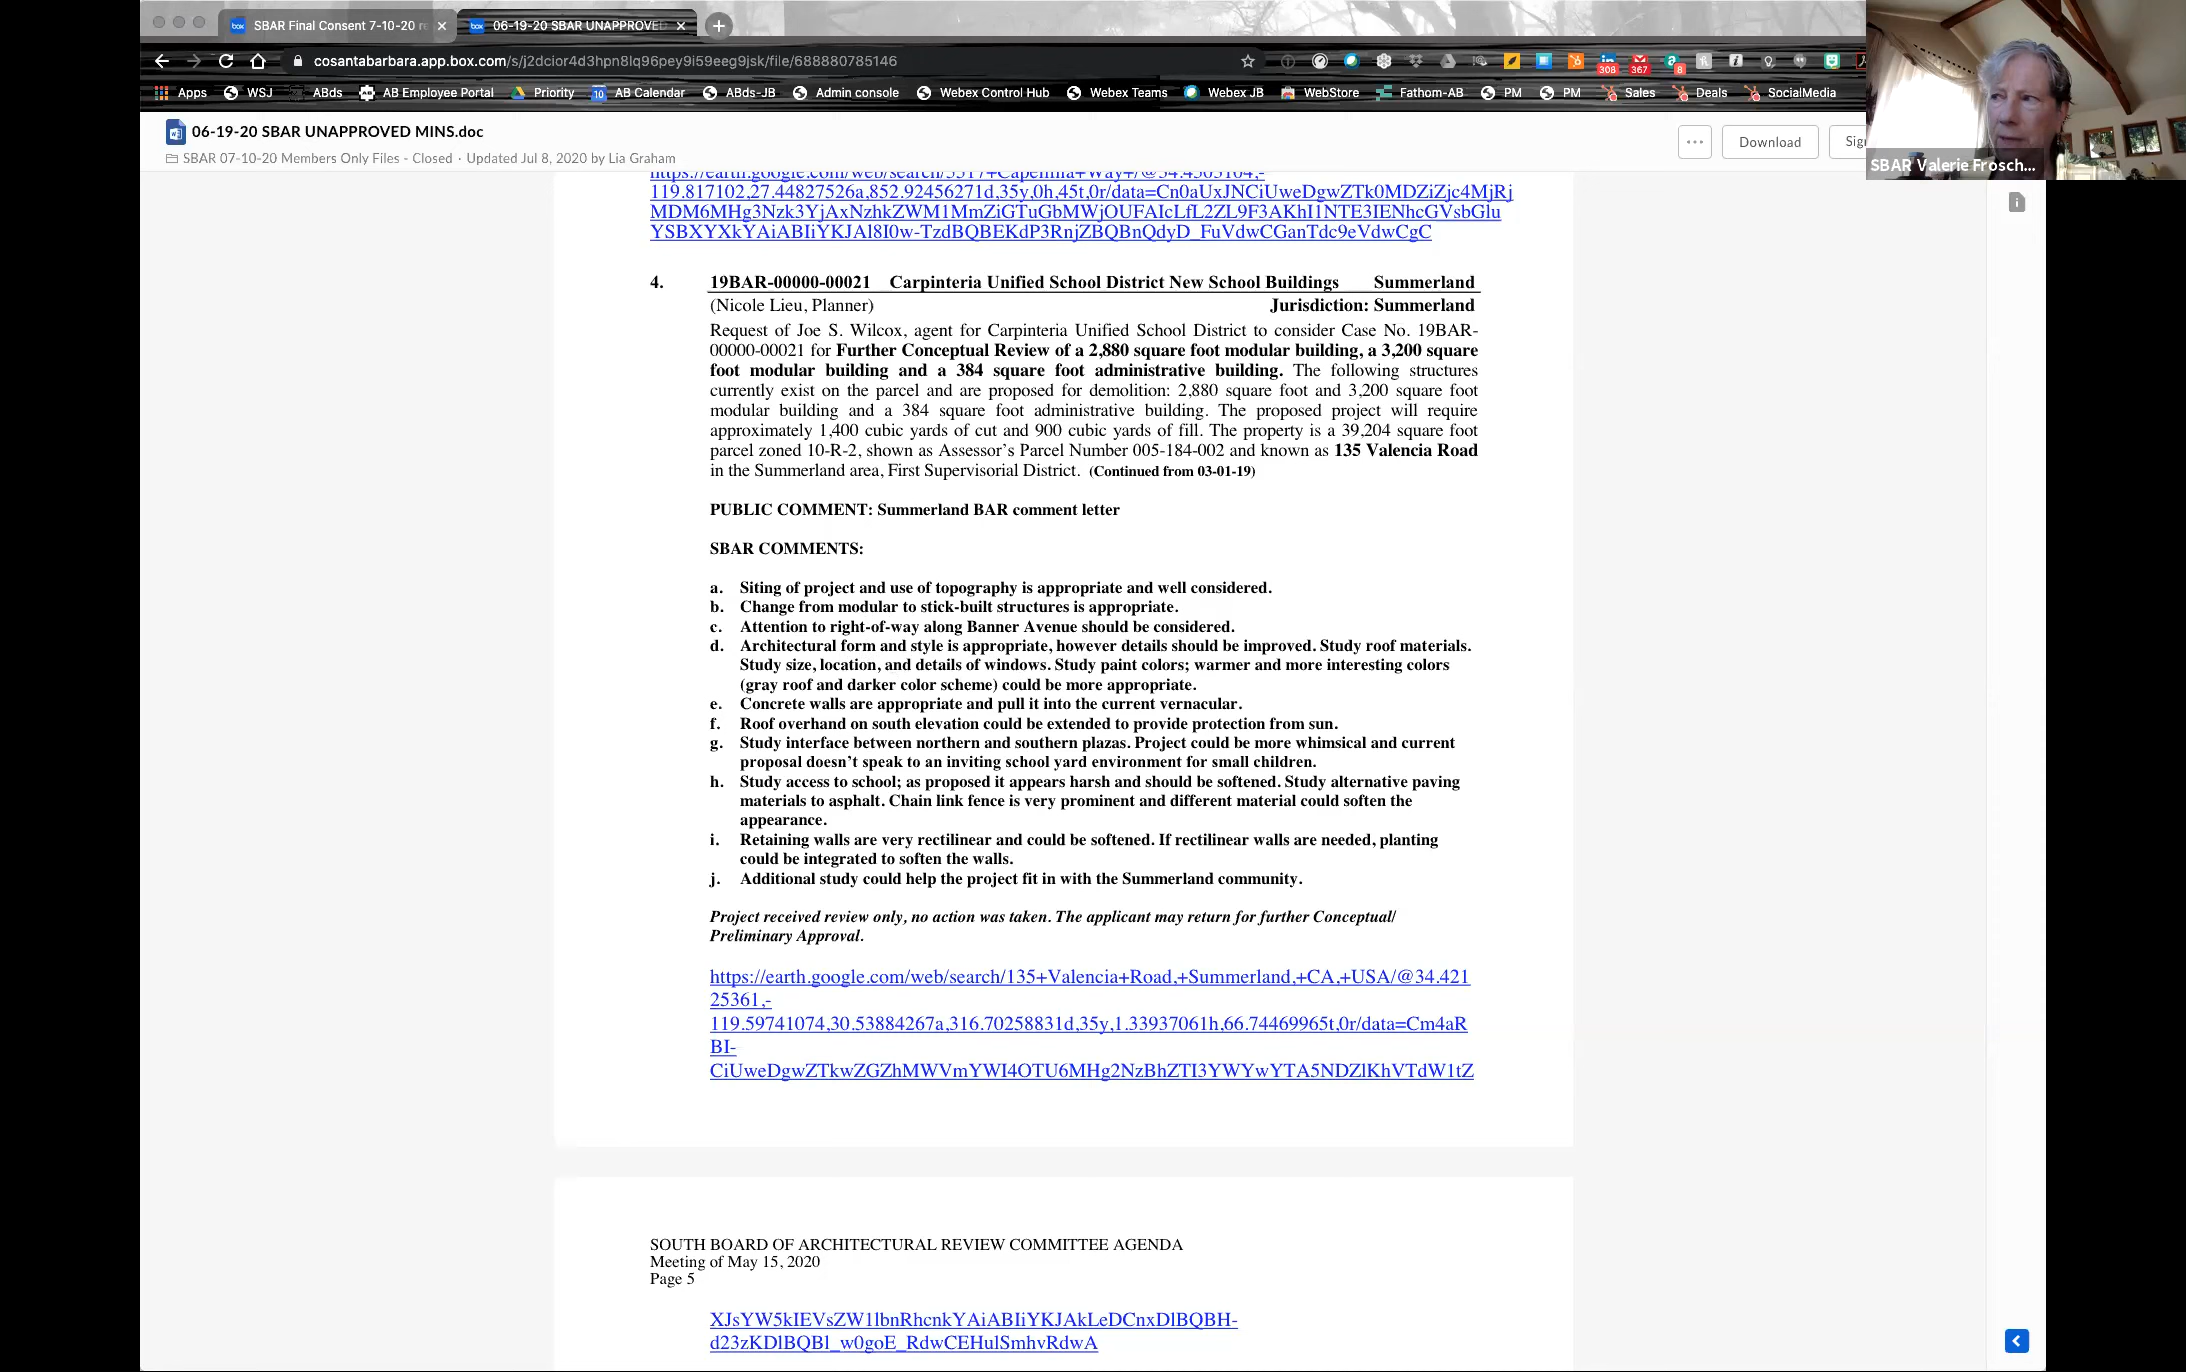 SBAR Final Consent 7-10-20 re
06-19-20 SBAR UNAPPROVED
cosantabarbara.app.box.com/s/j2dcior4d3hpn8lq96pey9i59eeg9jsk/file/688880785146
308 367 8
Apps WSJ ABds AB Employee Portal Priority 10 AB Calendar ABds-JB Admin console Webex Control Hub Webex Teams Webex JB WebStore Fathom-AB PM PM Sales Deals SocialMedia
06-19-20 SBAR UNAPPROVED MINS.doc
SBAR 07-10-20 Members Only Files - Closed · Updated Jul 8, 2020 by Lia Graham
Download
Sig
SBAR Valerie Frosch...
119.817102,27.44827526a,852.92456271d,35y,0h,45t,0r/data=Cn0aUxJNCiUweDgwZTk0MDZiZjc4MjRj
MDM6MHg3Nzk3YjAxNzhkZWM1MmZiGTuGbMWjOUFAIcLfL2ZL9F3AKhI1NTE3IENhcGVsbGlu
YSBXYXkYAiABIiYKJAl8I0w-TzdBQBEKdP3RnjZBQBnQdyD_FuVdwCGanTdc9eVdwCgC
4. 19BAR-00000-00021 Carpinteria Unified School District New School Buildings Summerland
(Nicole Lieu, Planner) Jurisdiction: Summerland
Request of Joe S. Wilcox, agent for Carpinteria Unified School District to consider Case No. 19BAR-
00000-00021 for Further Conceptual Review of a 2,880 square foot modular building, a 3,200 square
foot modular building and a 384 square foot administrative building. The following structures
currently exist on the parcel and are proposed for demolition: 2,880 square foot and 3,200 square foot
modular building and a 384 square foot administrative building. The proposed project will require
approximately 1,400 cubic yards of cut and 900 cubic yards of fill. The property is a 39,204 square foot
parcel zoned 10-R-2, shown as Assessor's Parcel Number 005-184-002 and known as 135 Valencia Road
in the Summerland area, First Supervisorial District. (Continued from 03-01-19)
PUBLIC COMMENT: Summerland BAR comment letter
SBAR COMMENTS:
a. Siting of project and use of topography is appropriate and well considered.
b. Change from modular to stick-built structures is appropriate.
c. Attention to right-of-way along Banner Avenue should be considered.
d. Architectural form and style is appropriate, however details should be improved. Study roof materials.
Study size, location, and details of windows. Study paint colors; warmer and more interesting colors
(gray roof and darker color scheme) could be more appropriate.
e. Concrete walls are appropriate and pull it into the current vernacular.
f. Roof overhand on south elevation could be extended to provide protection from sun.
g. Study interface between northern and southern plazas. Project could be more whimsical and current
proposal doesn't speak to an inviting school yard environment for small children.
h. Study access to school; as proposed it appears harsh and should be softened. Study alternative paving
materials to asphalt. Chain link fence is very prominent and different material could soften the
appearance.
i. Retaining walls are very rectilinear and could be softened. If rectilinear walls are needed, planting
could be integrated to soften the walls.
j. Additional study could help the project fit in with the Summerland community.
Project received review only, no action was taken. The applicant may return for further Conceptual/
Preliminary Approval.
https://earth.google.com/web/search/135+Valencia+Road,+Summerland,+CA,+USA/@34.421
25361,-
119.59741074,30.53884267a,316.70258831d,35y,1.33937061h,66.74469965t,0r/data=Cm4aR
BI-
CiUweDgwZTkwZGZhMWVmYWI4OTU6MHg2NzBhZTI3YWYwYTA5NDZlKhVTdW1tZ
SOUTH BOARD OF ARCHITECTURAL REVIEW COMMITTEE AGENDA
Meeting of May 15, 2020
Page 5
XJsYW5kIEVsZW1lbnRhcnkYAiABIiYKJAkLeDCnxDlBQBH-
d23zKDlBQBl_w0goE_RdwCEHulSmhvRdwA